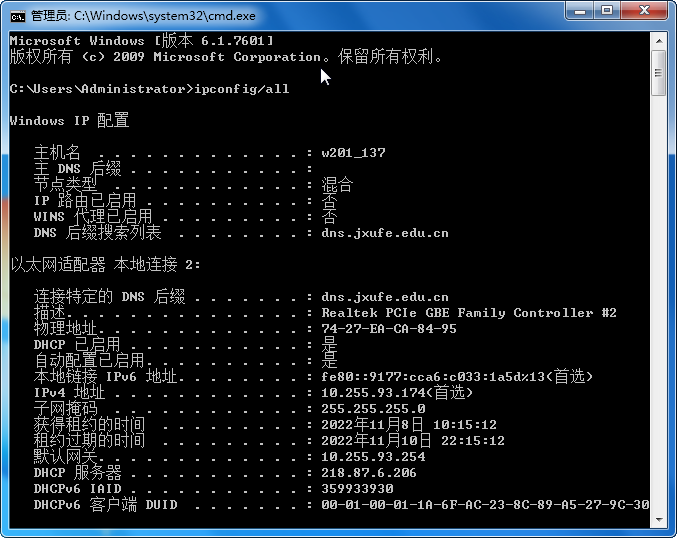 管理员: C:\Windows\system32\cmd.exe
Microsoft Windows [版本 6.1.7601]
版权所有 (c) 2009 Microsoft Corporation。保留所有权利。
C:\Users\Administrator>ipconfig/all
Windows IP 配置
主机名 . . . . . . . . . . . . . : w201_137
主 DNS 后缀 . . . . . . . . . . . :
节点类型 . . . . . . . . . . . . : 混合
IP 路由已启用 . . . . . . . . . . : 否
WINS 代理已启用 . . . . . . . . . : 否
DNS 后缀搜索列表 . . . . . . . . : dns.jxufe.edu.cn
以太网适配器 本地连接 2:
连接特定的 DNS 后缀 . . . . . . . : dns.jxufe.edu.cn
描述. . . . . . . . . . . . . . . : Realtek PCIe GBE Family Controller #2
物理地址. . . . . . . . . . . . . : 74-27-EA-CA-84-95
DHCP 已启用 . . . . . . . . . . . : 是
自动配置已启用. . . . . . . . . . : 是
本地链接 IPv6 地址. . . . . . . . : fe80::9177:cca6:c033:1a5d%13(首选)
IPv4 地址 . . . . . . . . . . . . : 10.255.93.174(首选)
子网掩码 . . . . . . . . . . . . : 255.255.255.0
获得租约的时间 . . . . . . . . . : 2022年11月8日 10:15:12
租约过期的时间 . . . . . . . . . : 2022年11月10日 22:15:12
默认网关. . . . . . . . . . . . . : 10.255.93.254
DHCP 服务器 . . . . . . . . . . . : 218.87.6.206
DHCPv6 IAID . . . . . . . . . . . : 359933930
DHCPv6 客户端 DUID . . . . . . . : 00-01-00-01-1A-6F-AC-23-8C-89-A5-27-9C-30